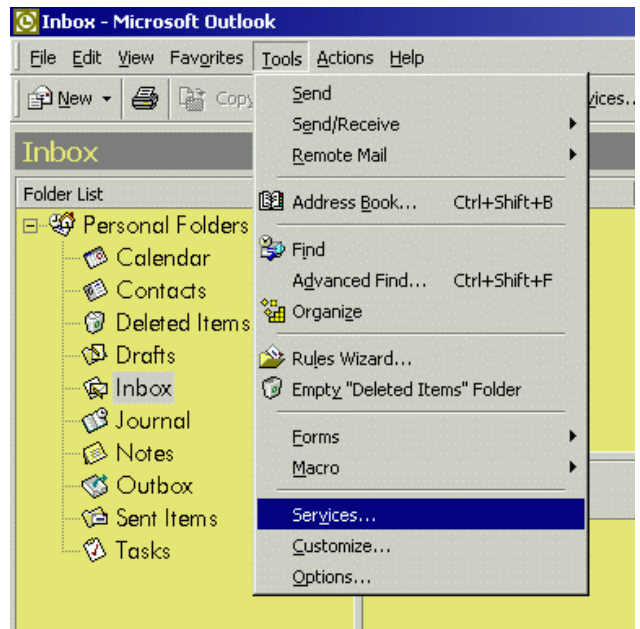 Inbox - Microsoft Outlook
File Edit View Favorites Tools Actions Help
New Copy vices..
Inbox
Folder List
Personal Folders
Calendar
Contacts
Deleted Items
Drafts
Inbox
Journal
Notes
Outbox
Sent Items
Tasks
Send
Send/Receive
Remote Mail
Address Book... Ctrl+Shift+B
Find
Advanced Find... Ctrl+Shift+F
Organize
Rules Wizard...
Empty "Deleted Items" Folder
Forms
Macro
Services...
Customize...
Options...